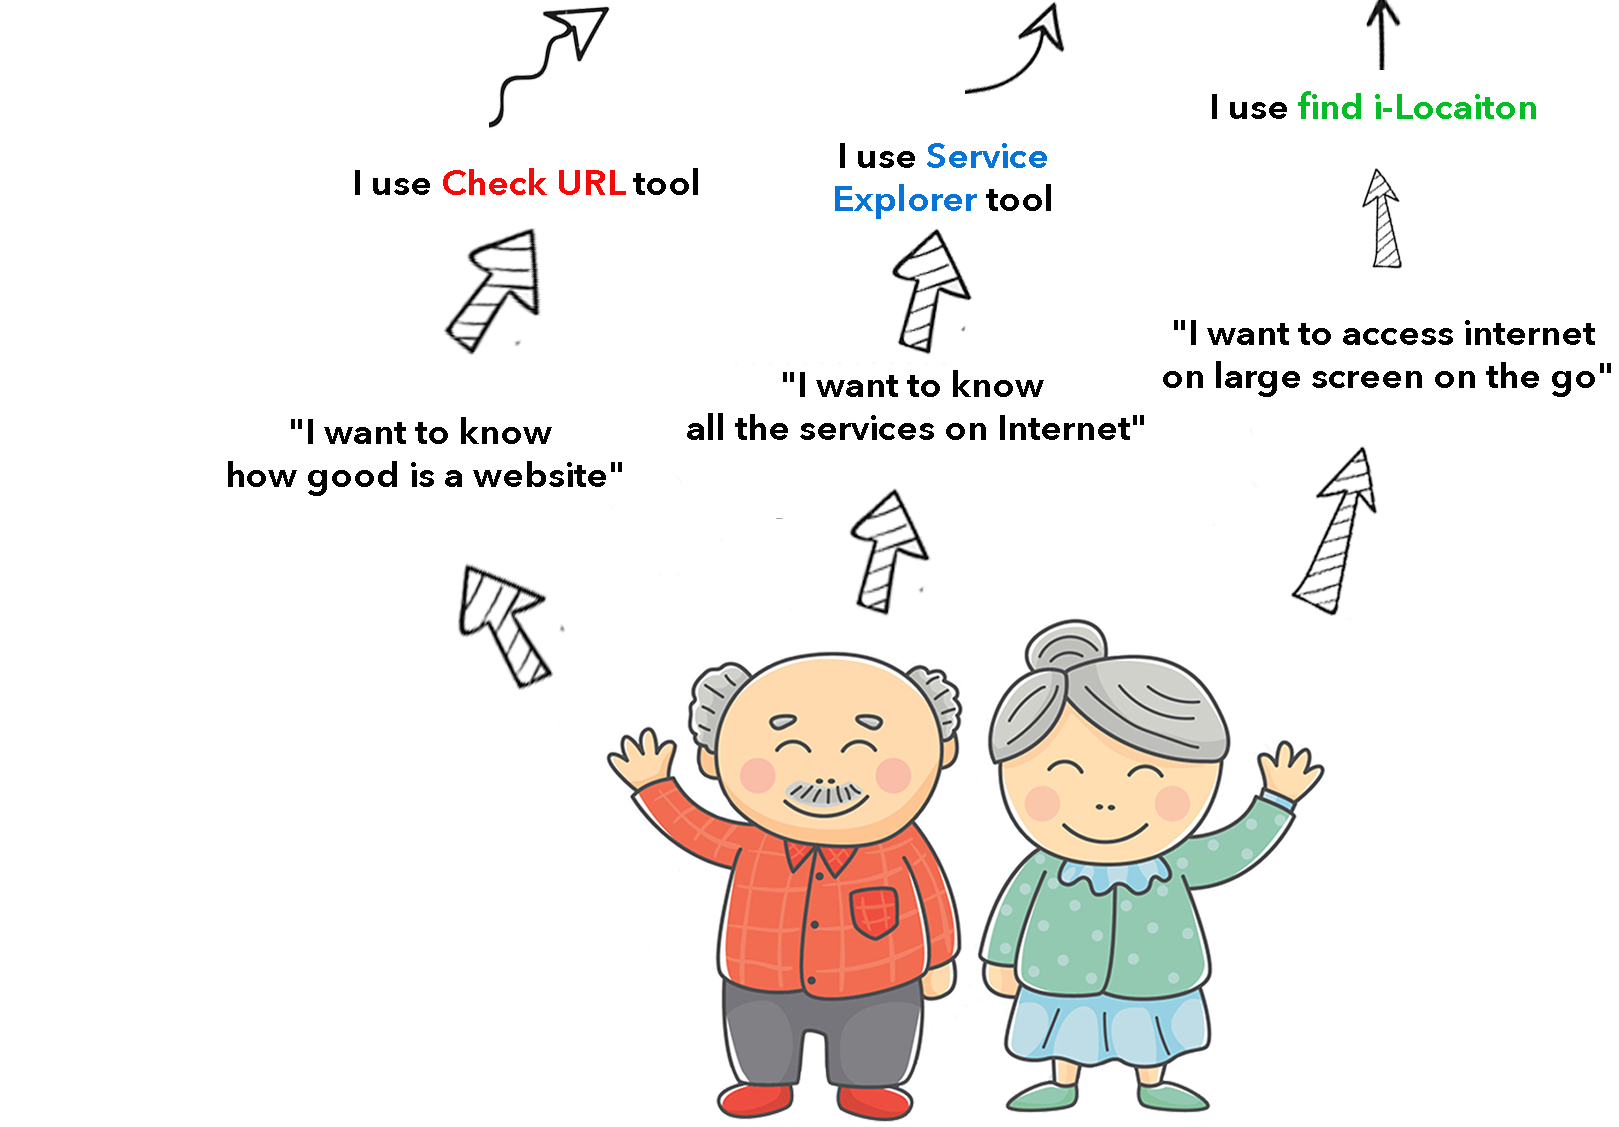 I use Check URL tool
"I want to know
how good is a website"
I use Service
Explorer tool
"I want to know
all the services on Internet"
I use find i-Locaiton
"I want to access internet
on large screen on the go"